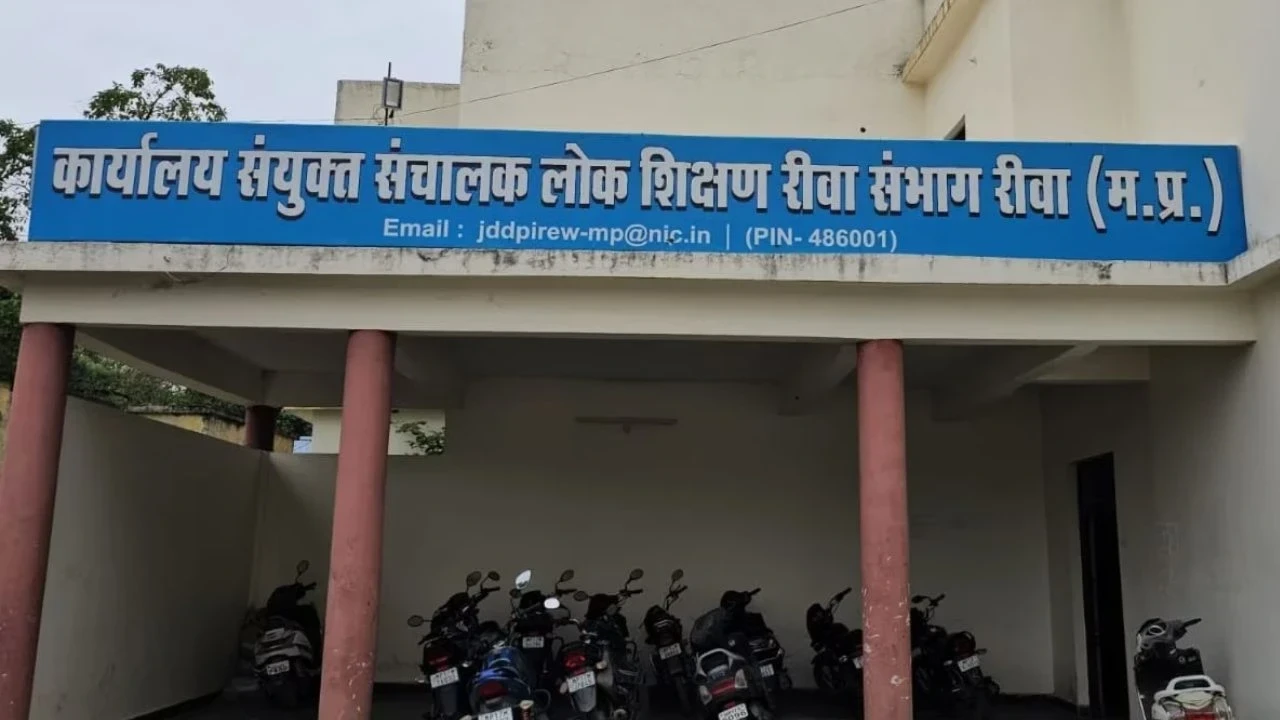 कार्यालय संयुक्त संचालक लोक शिक्षण रीवा संभाग रीवा (म.प्र.)
Email : jddpirew-mp@nic.in | (PIN- 486001)